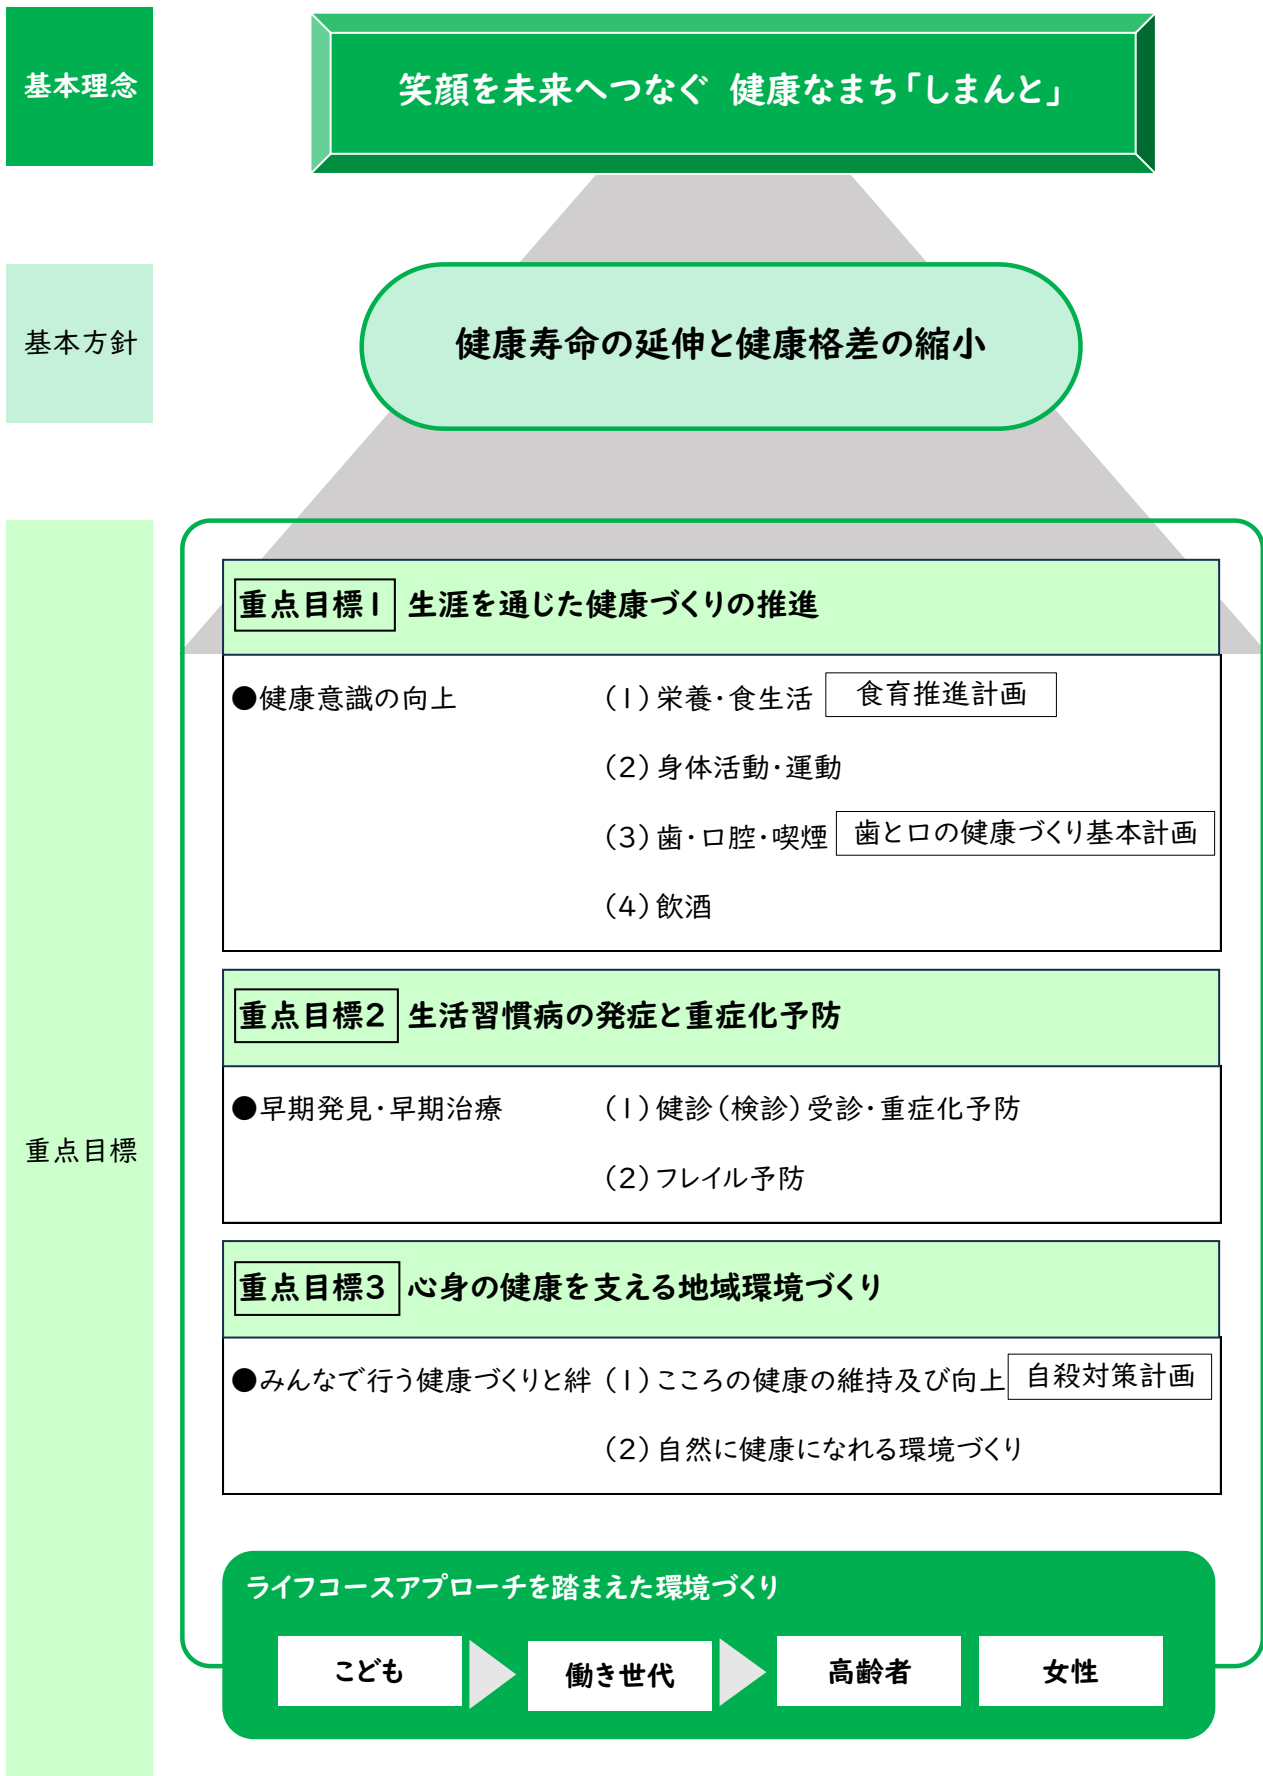 基本理念
笑顔を未来へつなぐ 健康なまち「しまんと」
基本方針
健康寿命の延伸と健康格差の縮小
重点目標
重点目標1 生涯を通じた健康づくりの推進
●健康意識の向上 (1)栄養・食生活 食育推進計画
(2)身体活動・運動
(3)歯・口腔・喫煙 歯と口の健康づくり基本計画
(4)飲酒
重点目標2 生活習慣病の発症と重症化予防
●早期発見・早期治療 (1)健診(検診)受診・重症化予防
(2)フレイル予防
重点目標3 心身の健康を支える地域環境づくり
●みんなで行う健康づくりと絆 (1)こころの健康の維持及び向上 自殺対策計画
(2)自然に健康になれる環境づくり
ライフコースアプローチを踏まえた環境づくり
こども 働き世代 高齢者 女性